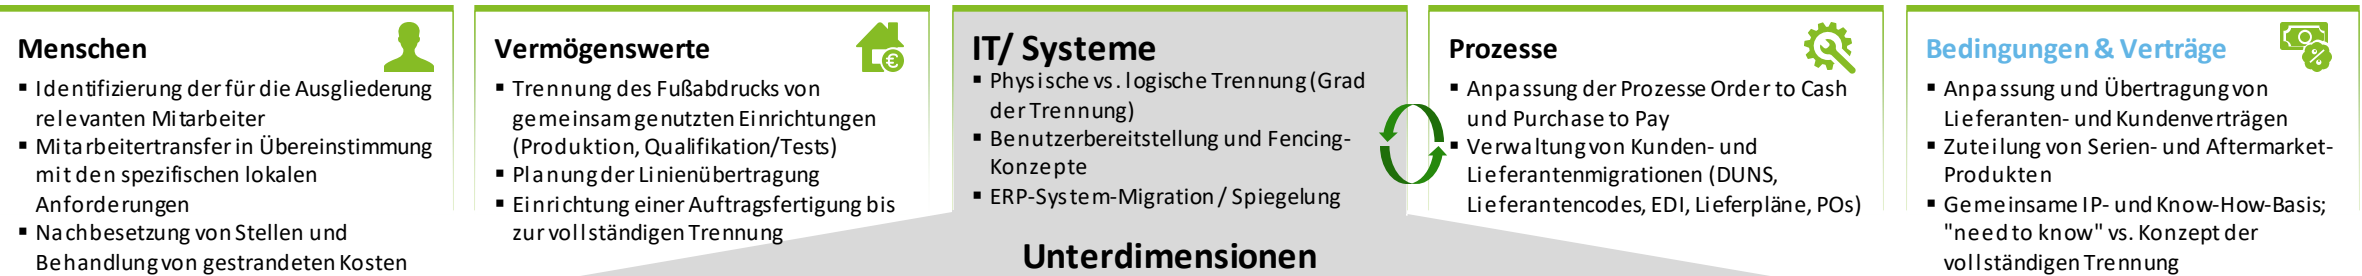 Menschen
▪ Identifizierung der für die Ausgliederung
relevanten Mitarbeiter
▪ Mitarbeitertransfer in Übereinstimmung
mit den spezifischen lokalen
Anforderungen
▪ Nachbesetzung von Stellen und
Behandlung von gestrandeten Kosten
Vermögenswerte
▪ Trennung des Fußabdrucks von
gemeinsam genutzten Einrichtungen
(Produktion, Qualifikation/Tests)
▪ Planung der Linienübertragung
▪ Einrichtung einer Auftragsfertigung bis
zur vollständigen Trennung
IT/ Systeme
▪ Physische vs. logische Trennung (Grad
der Trennung)
▪ Benutzerbereitstellung und Fencing-
Konzepte
▪ ERP-System-Migration / Spiegelung
Unterdimensionen
Prozesse
▪ Anpassung der Prozesse Order to Cash
und Purchase to Pay
▪ Verwaltung von Kunden- und
Lieferantenmigrationen (DUNS,
Lieferantencodes, EDI, Lieferpläne, POs)
Bedingungen & Verträge
▪ Anpassung und Übertragung von
Lieferanten- und Kundenverträgen
▪ Zuteilung von Serien- und Aftermarket-
Produkten
▪ Gemeinsame IP- und Know-How-Basis;
"need to know" vs. Konzept der
vollständigen Trennung